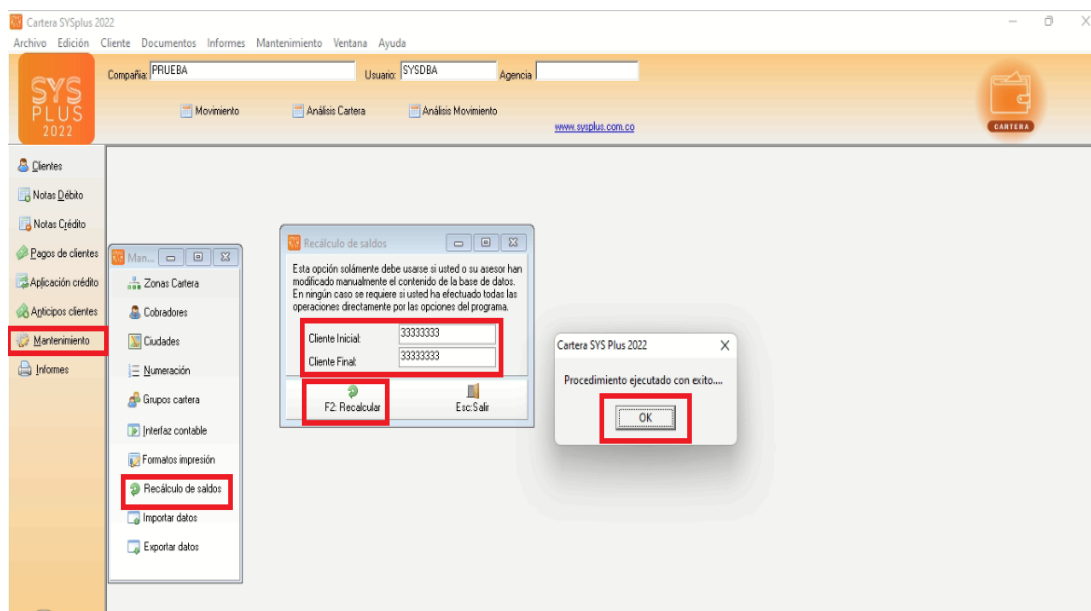 Cartera SYSplus 2022
Archivo Edición Cliente Documentos Informes Mantenimiento Ventana Ayuda
SYS
PLUS
2022
Compañia: PRUEBA Usuario: SYSDBA Agencia
Movimiento Análisis Cartera Análisis Movimiento
www.sysplus.com.co
CARTERA
Clientes
Notas Débito
Notas Crédito
Pagos de clientes
Aplicación crédito
Anticipos clientes
Mantenimiento
Informes
Man...
Zonas Cartera
Cobradores
Ciudades
Numeración
Grupos cartera
Interfaz contable
Formatos impresión
Recálculo de saldos
Importar datos
Exportar datos
Recálculo de saldos
Esta opción solámente debe usarse si usted o su asesor han
modificado manualmente el contenido de la base de datos.
En ningún caso se requiere si usted ha efectuado todas las
operaciones directamente por las opciones del programa.
Cliente Inicial: 33333333
Cliente Final: 33333333
F2: Recalcular Esc:Salir
Cartera SYS Plus 2022
Procedimiento ejecutado con exito....
OK